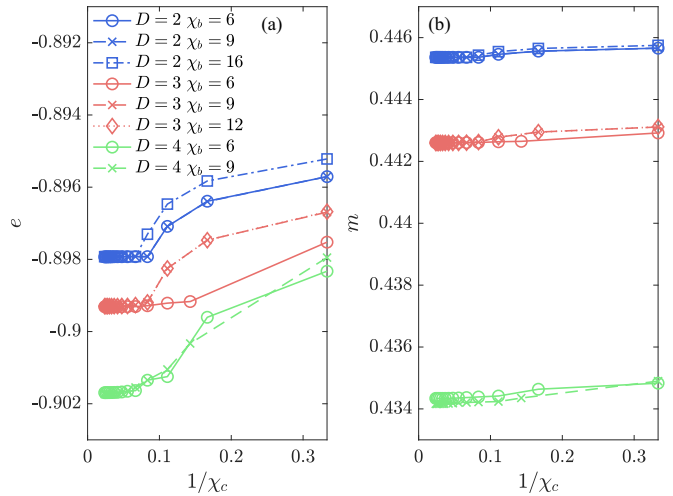 (a)
D = 2 χb = 6
D = 2 χb = 9
D = 2 χb = 16
D = 3 χb = 6
D = 3 χb = 9
D = 3 χb = 12
D = 4 χb = 6
D = 4 χb = 9
-0.892
-0.894
-0.896
-0.898
-0.9
-0.902
e
0
0.1
0.2
0.3
1/χc
(b)
0.446
0.444
0.442
0.44
0.438
0.436
0.434
m
0
0.1
0.2
0.3
1/χc